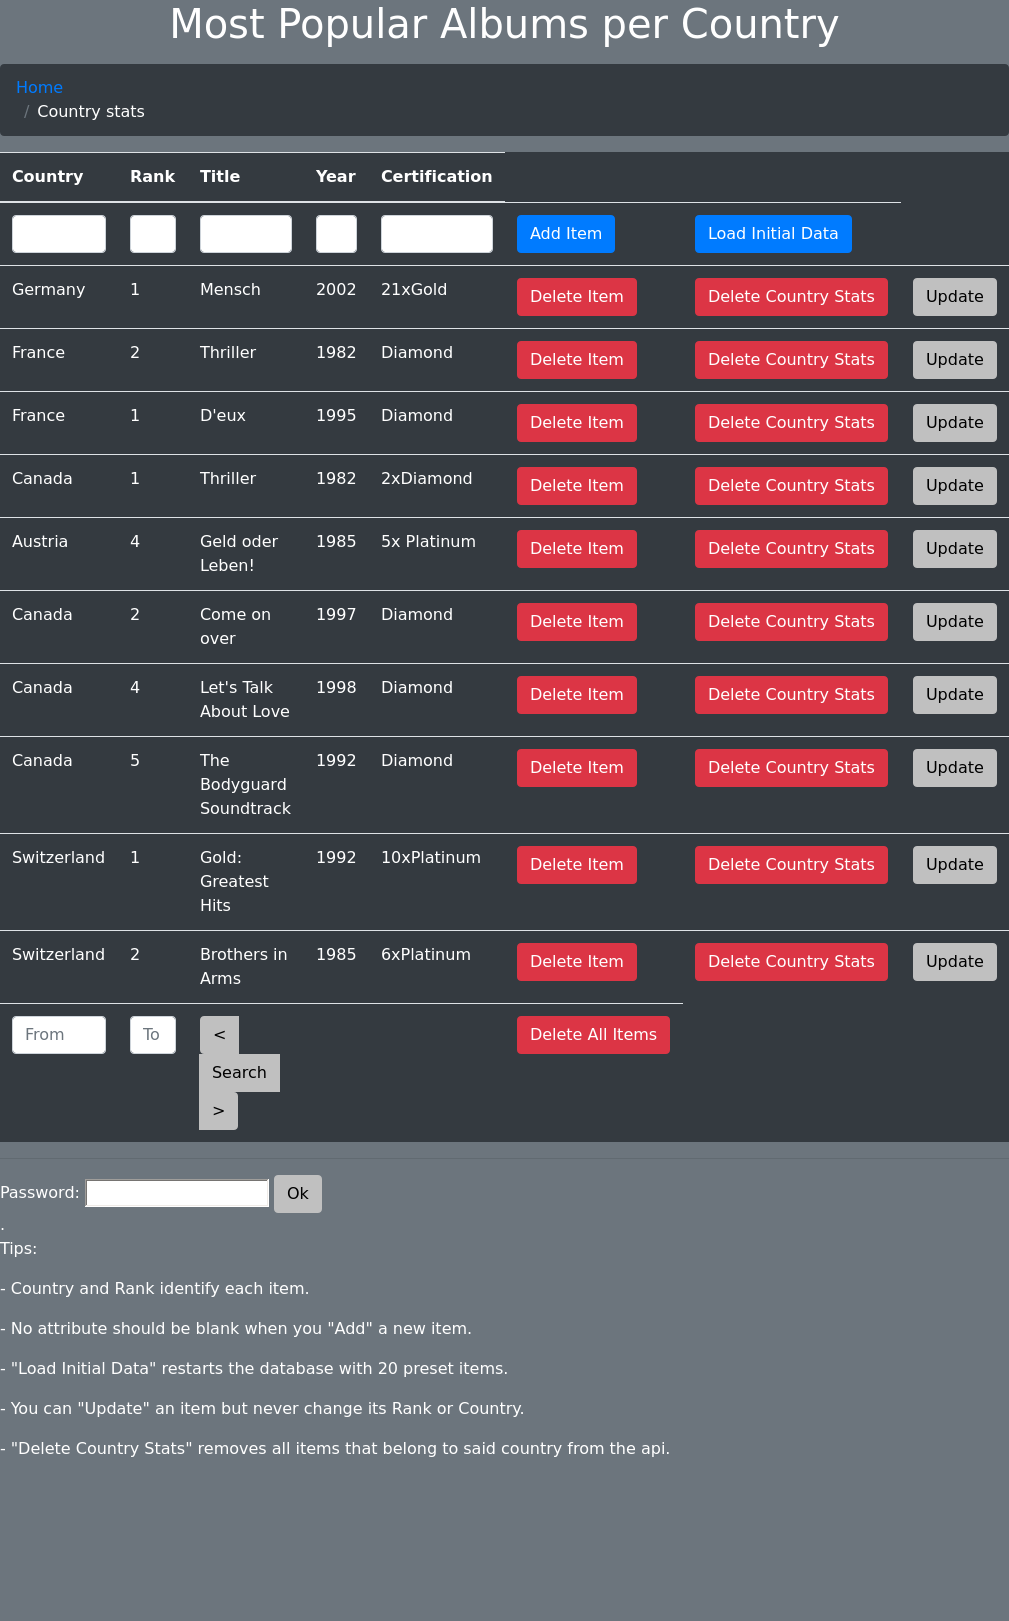 Most Popular Albums per Country
Home
/ Country stats
Country Rank Title Year Certification
Add Item Load Initial Data
Germany 1 Mensch 2002 21xGold Delete Item Delete Country Stats Update
France 2 Thriller 1982 Diamond Delete Item Delete Country Stats Update
France 1 D'eux 1995 Diamond Delete Item Delete Country Stats Update
Canada 1 Thriller 1982 2xDiamond Delete Item Delete Country Stats Update
Austria 4 Geld oder 1985 5x Platinum Delete Item Delete Country Stats Update
Leben!
Canada 2 Come on 1997 Diamond Delete Item Delete Country Stats Update
over
Canada 4 Let's Talk 1998 Diamond Delete Item Delete Country Stats Update
About Love
Canada 5 The 1992 Diamond Delete Item Delete Country Stats Update
Bodyguard
Soundtrack
Switzerland 1 Gold: 1992 10xPlatinum Delete Item Delete Country Stats Update
Greatest
Hits
Switzerland 2 Brothers in 1985 6xPlatinum Delete Item Delete Country Stats Update
Arms
From To < Delete All Items
Search
>
Password: Ok
.
Tips:
- Country and Rank identify each item.
- No attribute should be blank when you "Add" a new item.
- "Load Initial Data" restarts the database with 20 preset items.
- You can "Update" an item but never change its Rank or Country.
- "Delete Country Stats" removes all items that belong to said country from the api.